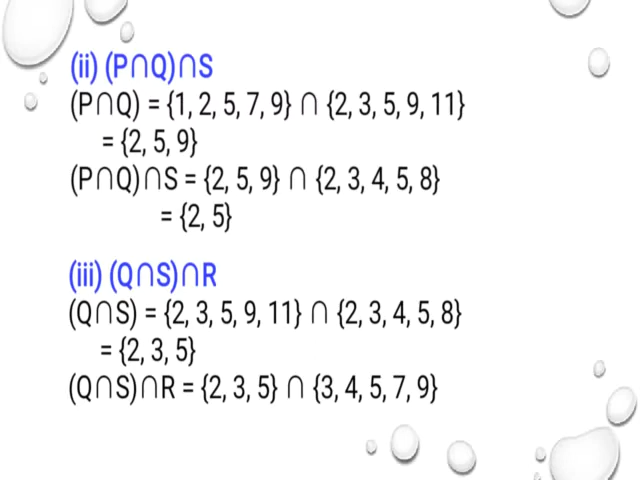 (ii) (P∩Q)∩S
(P∩Q) = {1, 2, 5, 7, 9} ∩ {2, 3, 5, 9, 11}
= {2, 5, 9}
(P∩Q)∩S = {2, 5, 9} ∩ {2, 3, 4, 5, 8}
= {2, 5}
(iii) (Q∩S)∩R
(Q∩S) = {2, 3, 5, 9, 11} ∩ {2, 3, 4, 5, 8}
= {2, 3, 5}
(Q∩S)∩R = {2, 3, 5} ∩ {3, 4, 5, 7, 9}